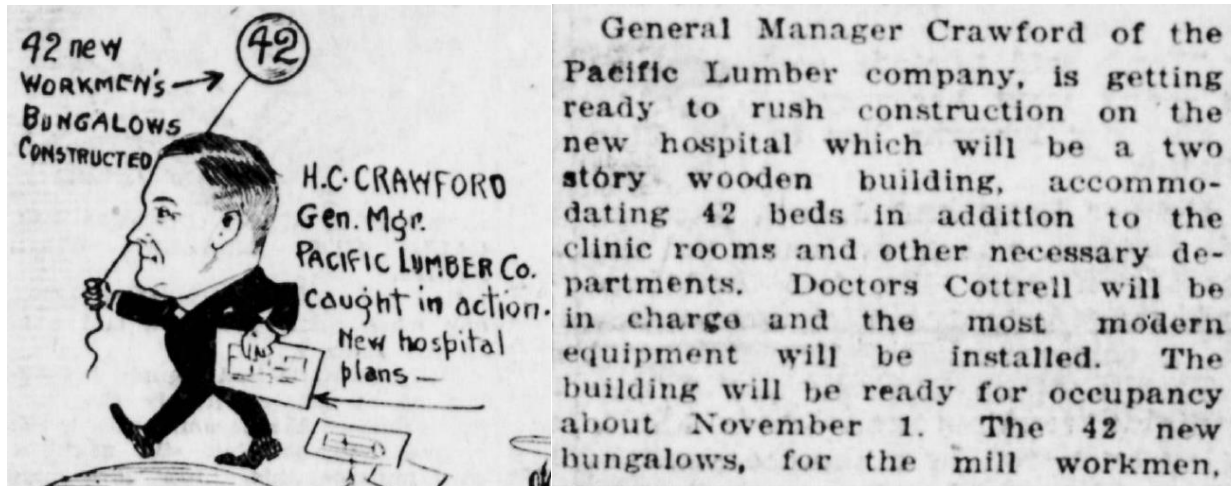 42 new
WORKMEN'S
BUNGALOWS
CONSTRUCTED
42
H.C. CRAWFORD
Gen. Mgr.
PACIFIC LUMBER Co.
caught in action.
New hospital
plans —
General Manager Crawford of the
Pacific Lumber company, is getting
ready to rush construction on the
new hospital which will be a two
story wooden building, accommo-
dating 42 beds in addition to the
clinic rooms and other necessary de-
partments. Doctors Cottrell will be
in charge and the most modern
equipment will be installed. The
building will be ready for occupancy
about November 1. The 42 new
bungalows, for the mill workmen,